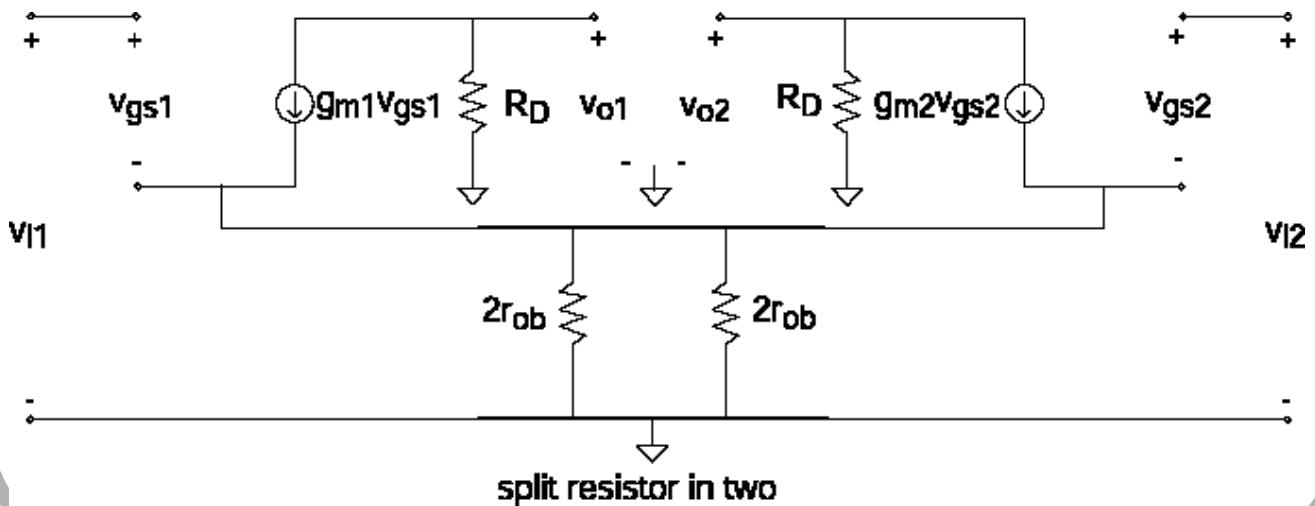 + + + + + +
vgs1 gm1vgs1 RD vo1 vo2 RD gm2vgs2 vgs2
- - - -
vI1 vI2
2rob 2rob
- -
split resistor in two